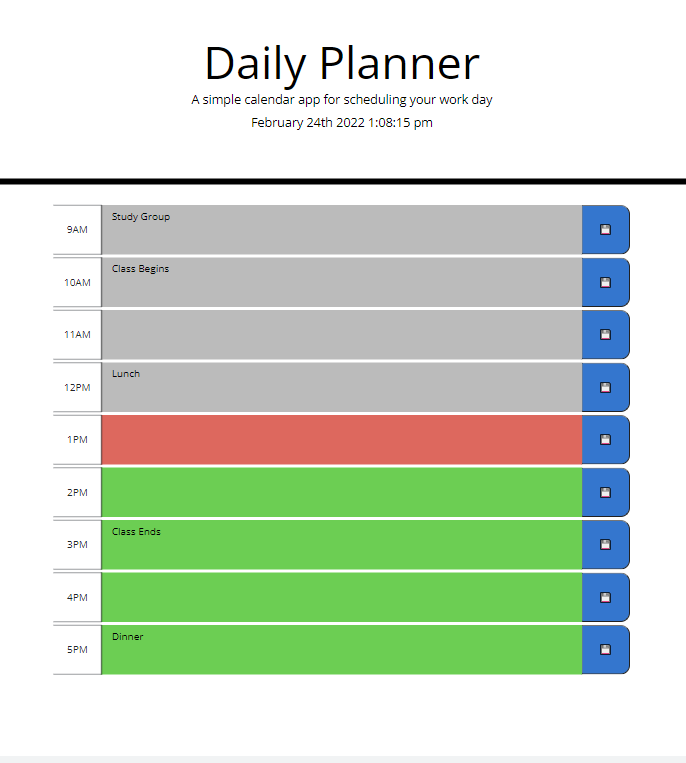 Daily Planner
A simple calendar app for scheduling your work day
February 24th 2022 1:08:15 pm
9AM Study Group
10AM Class Begins
11AM
12PM Lunch
1PM
2PM
3PM Class Ends
4PM
5PM Dinner